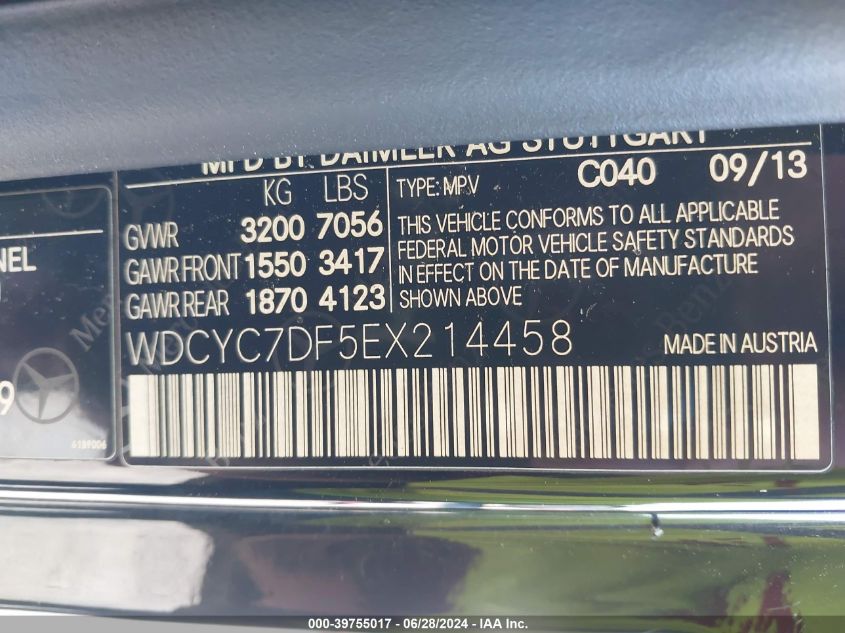 MFD BY DAIMLER AG STUTTGART
KG LBS
GVWR 3200 7056
GAWR FRONT 1550 3417
GAWR REAR 1870 4123
TYPE: MPV C040 09/13
THIS VEHICLE CONFORMS TO ALL APPLICABLE
FEDERAL MOTOR VEHICLE SAFETY STANDARDS
IN EFFECT ON THE DATE OF MANUFACTURE
SHOWN ABOVE
WDCYC7DF5EX214458 MADE IN AUSTRIA
NEL
9
6189006
000-39755017 - 06/28/2024 - IAA Inc.